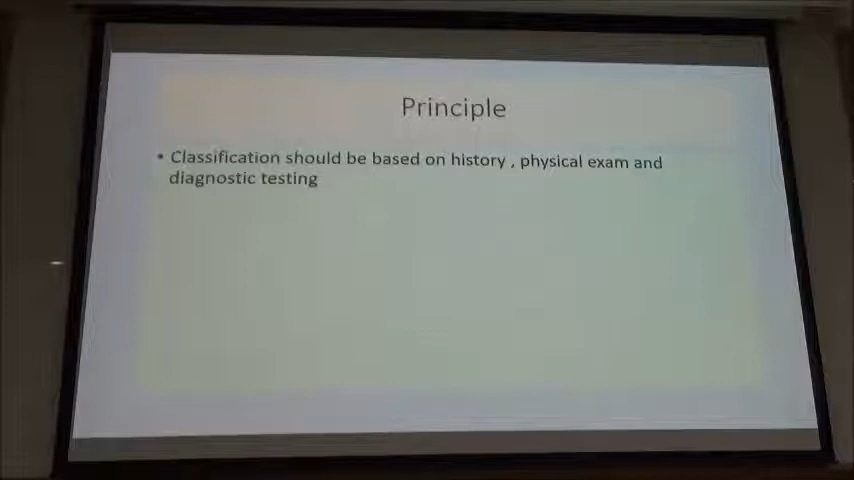 Principle
• Classification should be based on history , physical exam and
diagnostic testing